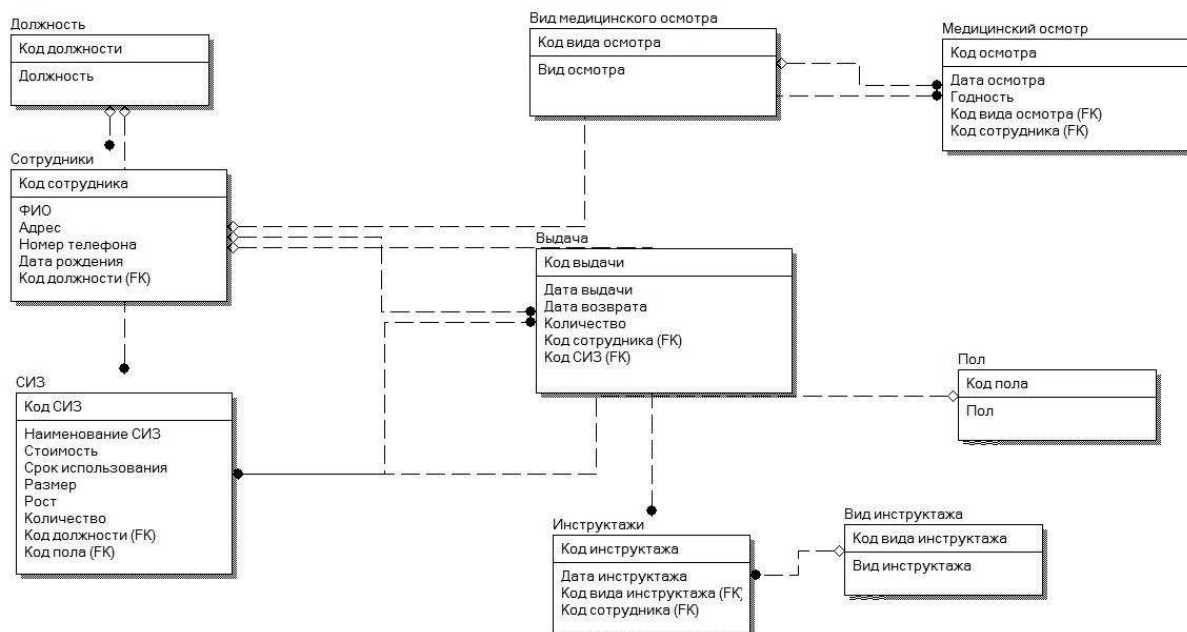 Должность
Код должности
Должность
Вид медицинского осмотра
Код вида осмотра
Вид осмотра
Медицинский осмотр
Код осмотра
Дата осмотра
Годность
Код вида осмотра (FK)
Код сотрудника (FK)
Сотрудники
Код сотрудника
ФИО
Адрес
Номер телефона
Дата рождения
Код должности (FK)
Выдача
Код выдачи
Дата выдачи
Дата возврата
Количество
Код сотрудника (FK)
Код СИЗ (FK)
Пол
Код пола
Пол
СИЗ
Код СИЗ
Наименование СИЗ
Стоимость
Срок использования
Размер
Рост
Количество
Код должности (FK)
Код пола (FK)
Инструктажи
Код инструктажа
Дата инструктажа
Код вида инструктажа (FK)
Код сотрудника (FK)
Вид инструктажа
Код вида инструктажа
Вид инструктажа